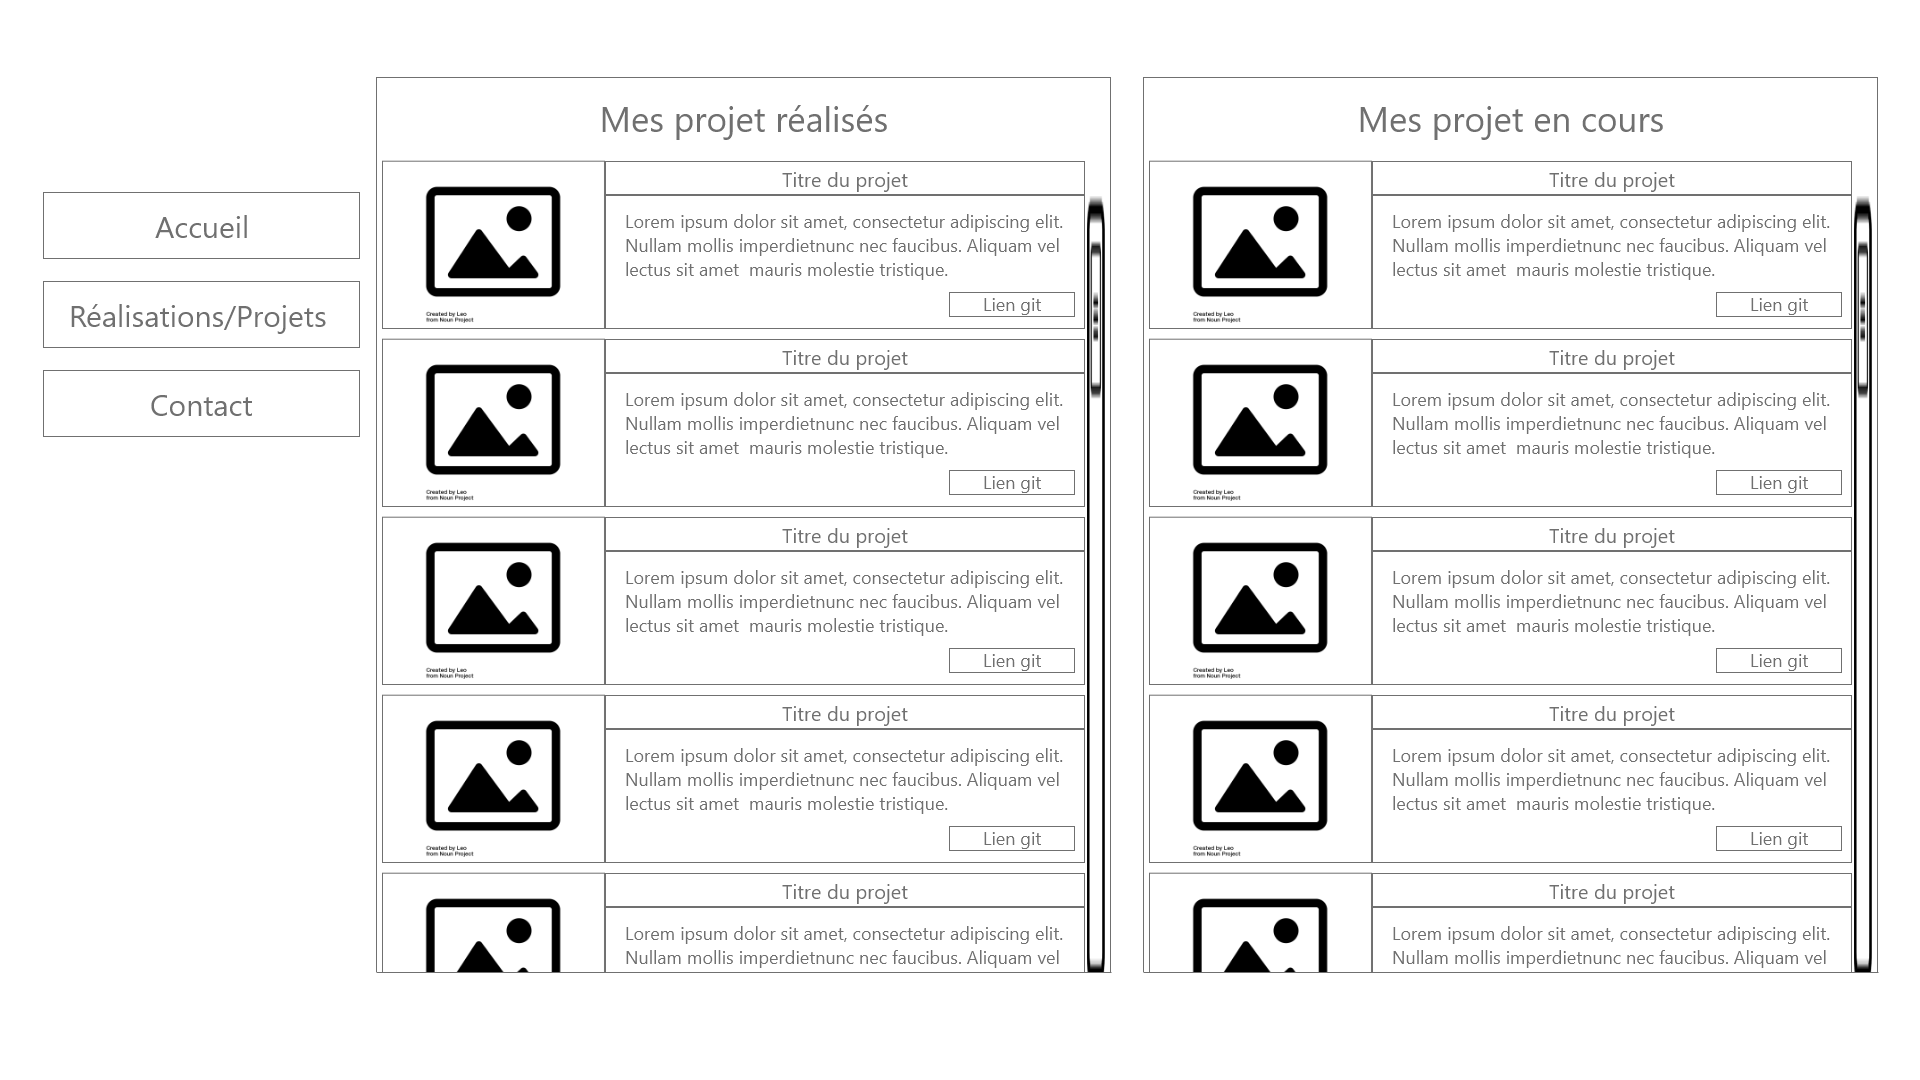 Accueil
Réalisations/Projets
Contact
Mes projet réalisés
Titre du projet
Lorem ipsum dolor sit amet, consectetur adipiscing elit.
Nullam mollis imperdietnunc nec faucibus. Aliquam vel
lectus sit amet  mauris molestie tristique.
Lien git
Created by Leo
from Noun Project
Titre du projet
Lorem ipsum dolor sit amet, consectetur adipiscing elit.
Nullam mollis imperdietnunc nec faucibus. Aliquam vel
lectus sit amet  mauris molestie tristique.
Lien git
Created by Leo
from Noun Project
Titre du projet
Lorem ipsum dolor sit amet, consectetur adipiscing elit.
Nullam mollis imperdietnunc nec faucibus. Aliquam vel
lectus sit amet  mauris molestie tristique.
Lien git
Created by Leo
from Noun Project
Titre du projet
Lorem ipsum dolor sit amet, consectetur adipiscing elit.
Nullam mollis imperdietnunc nec faucibus. Aliquam vel
lectus sit amet  mauris molestie tristique.
Lien git
Created by Leo
from Noun Project
Titre du projet
Lorem ipsum dolor sit amet, consectetur adipiscing elit.
Nullam mollis imperdietnunc nec faucibus. Aliquam vel
Mes projet en cours
Titre du projet
Lorem ipsum dolor sit amet, consectetur adipiscing elit.
Nullam mollis imperdietnunc nec faucibus. Aliquam vel
lectus sit amet  mauris molestie tristique.
Lien git
Created by Leo
from Noun Project
Titre du projet
Lorem ipsum dolor sit amet, consectetur adipiscing elit.
Nullam mollis imperdietnunc nec faucibus. Aliquam vel
lectus sit amet  mauris molestie tristique.
Lien git
Created by Leo
from Noun Project
Titre du projet
Lorem ipsum dolor sit amet, consectetur adipiscing elit.
Nullam mollis imperdietnunc nec faucibus. Aliquam vel
lectus sit amet  mauris molestie tristique.
Lien git
Created by Leo
from Noun Project
Titre du projet
Lorem ipsum dolor sit amet, consectetur adipiscing elit.
Nullam mollis imperdietnunc nec faucibus. Aliquam vel
lectus sit amet  mauris molestie tristique.
Lien git
Created by Leo
from Noun Project
Titre du projet
Lorem ipsum dolor sit amet, consectetur adipiscing elit.
Nullam mollis imperdietnunc nec faucibus. Aliquam vel